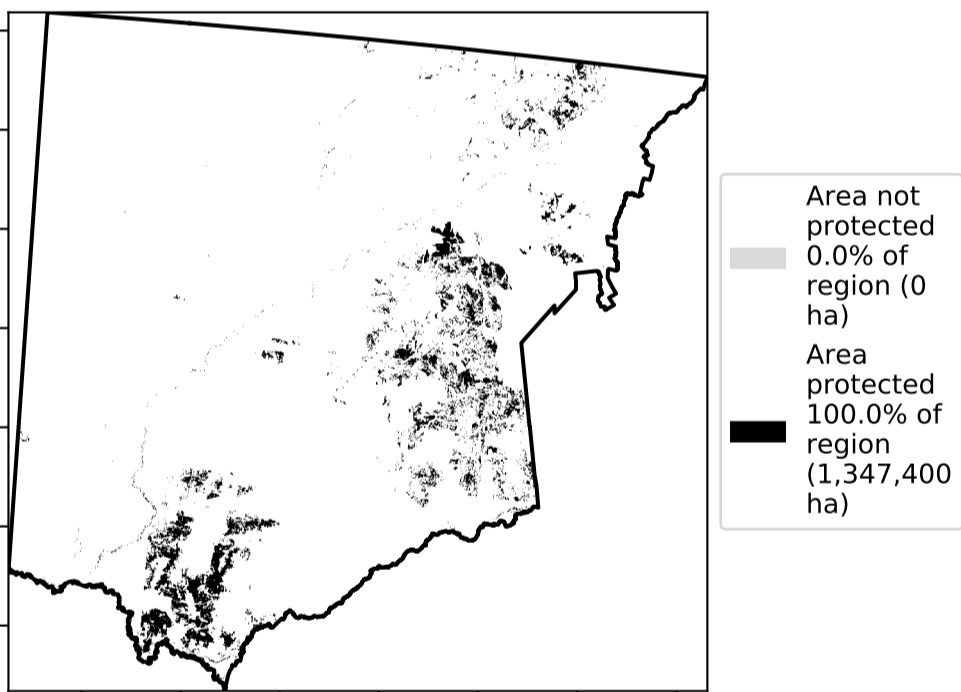 Area not
protected
0.0% of
region (0
ha)
Area
protected
100.0% of
region
(1,347,400
ha)